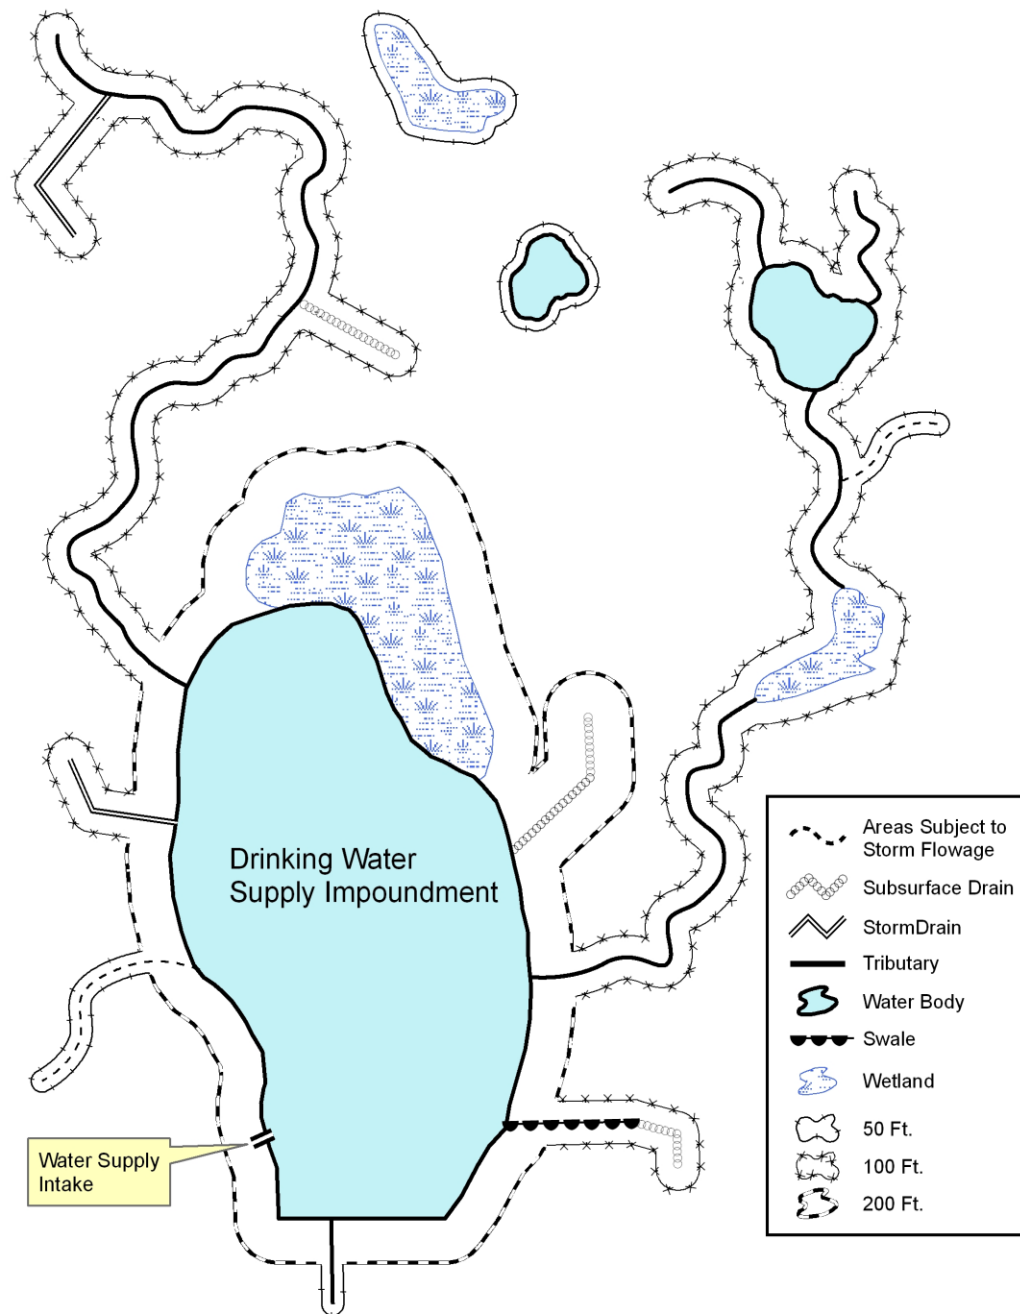 Drinking Water
Supply Impoundment
Water Supply
Intake
Areas Subject to
Storm Flowage
Subsurface Drain
StormDrain
Tributary
Water Body
Swale
Wetland
50 Ft.
100 Ft.
200 Ft.